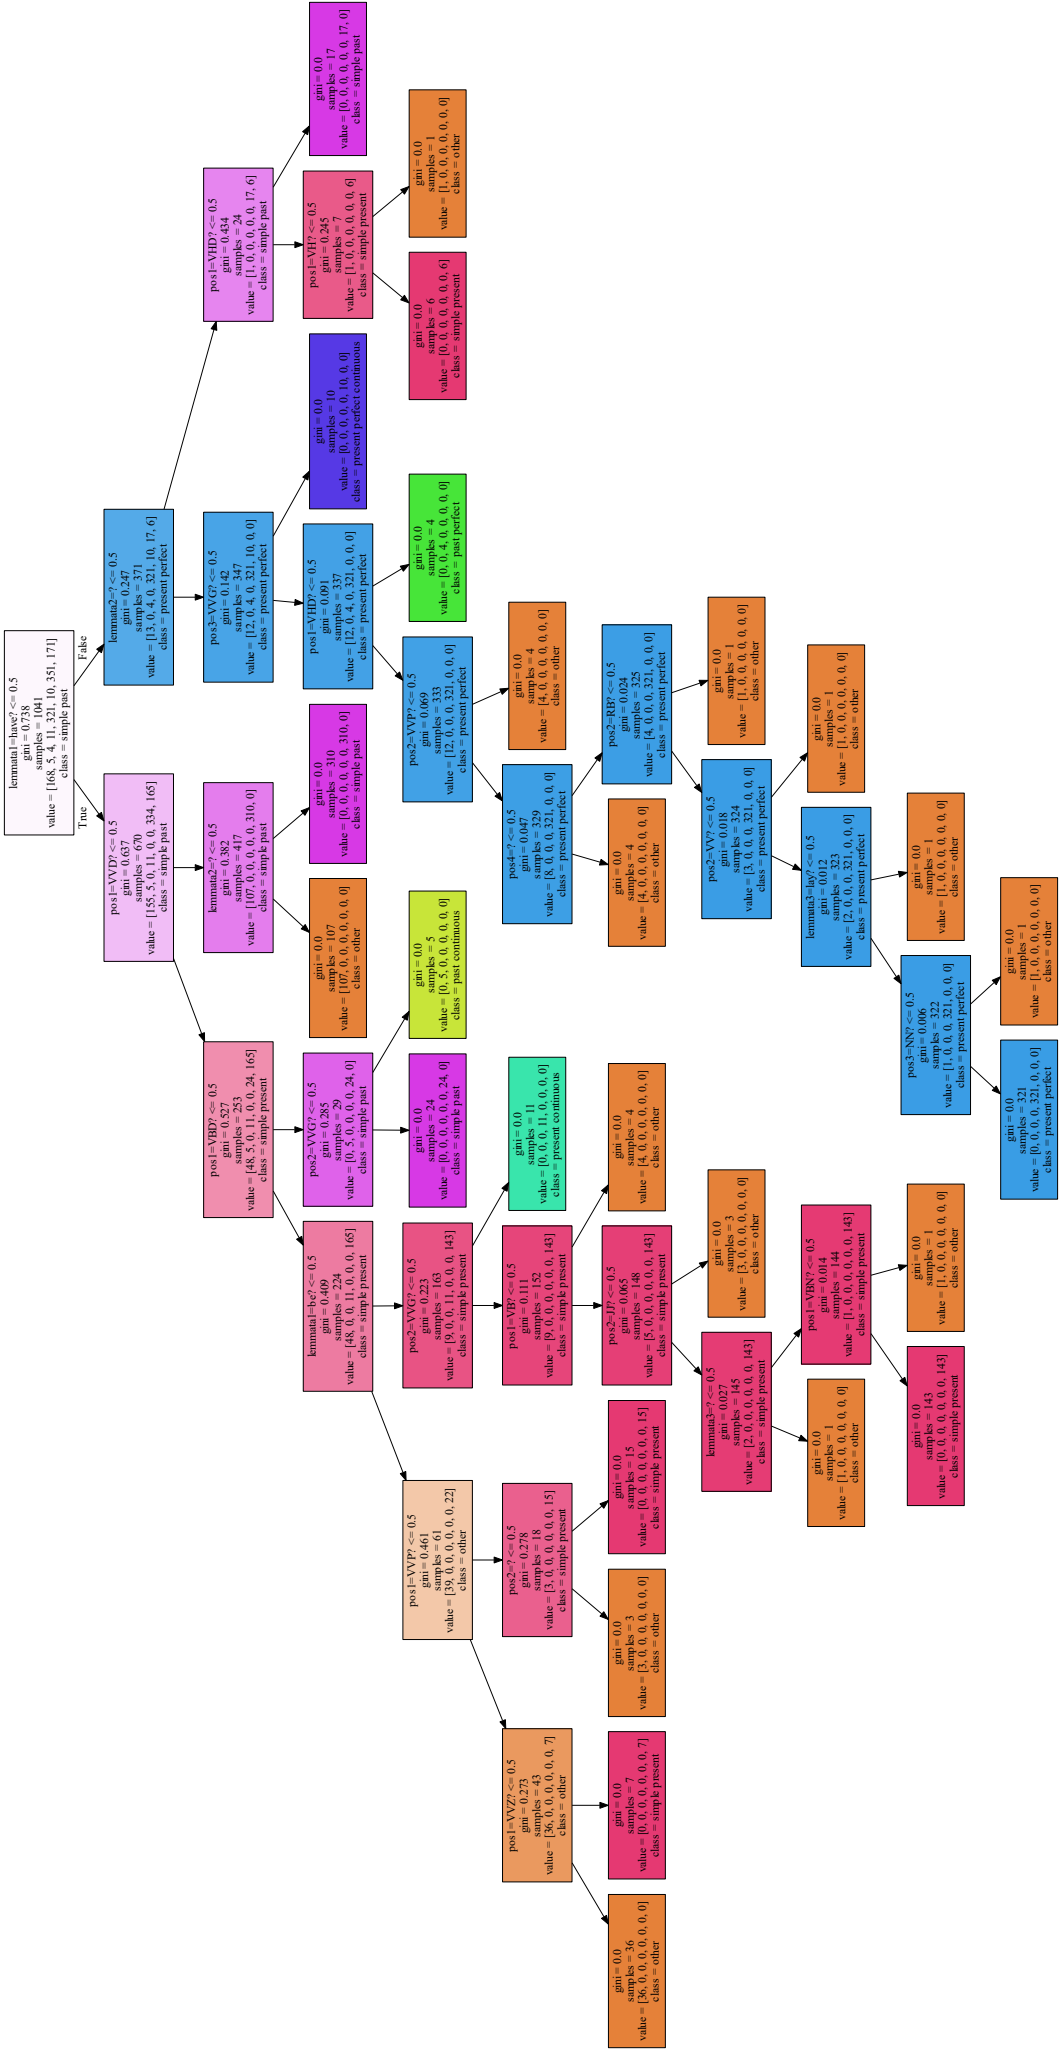 lemmata1=have? <= 0.5
gini = 0.738
samples = 1041
value = [168, 5, 4, 11, 321, 10, 351, 171]
class = simple past
True
False
pos1=VVD? <= 0.5
gini = 0.637
samples = 670
value = [155, 5, 0, 11, 0, 0, 334, 165]
class = simple past
lemmata2=? <= 0.5
gini = 0.247
samples = 371
value = [13, 0, 4, 0, 321, 10, 17, 6]
class = present perfect
pos1=VBD? <= 0.5
gini = 0.527
samples = 253
value = [48, 5, 0, 11, 0, 0, 24, 165]
class = simple present
lemmata2=? <= 0.5
gini = 0.382
samples = 417
value = [107, 0, 0, 0, 0, 0, 310, 0]
class = simple past
pos3=VVG? <= 0.5
gini = 0.142
samples = 347
value = [12, 0, 4, 0, 321, 10, 0, 0]
class = present perfect
pos1=VHD? <= 0.5
gini = 0.434
samples = 24
value = [1, 0, 0, 0, 0, 0, 17, 6]
class = simple past
lemmata1=be? <= 0.5
gini = 0.409
samples = 224
value = [48, 0, 0, 11, 0, 0, 0, 165]
class = simple present
pos2=VVG? <= 0.5
gini = 0.285
samples = 29
value = [0, 5, 0, 0, 0, 0, 24, 0]
class = simple past
gini = 0.0
samples = 107
value = [107, 0, 0, 0, 0, 0, 0, 0]
class = other
gini = 0.0
samples = 310
value = [0, 0, 0, 0, 0, 0, 310, 0]
class = simple past
pos1=VHD? <= 0.5
gini = 0.091
samples = 337
value = [12, 0, 4, 0, 321, 0, 0, 0]
class = present perfect
gini = 0.0
samples = 10
value = [0, 0, 0, 0, 0, 10, 0, 0]
class = present perfect continuous
pos1=VH? <= 0.5
gini = 0.245
samples = 7
value = [1, 0, 0, 0, 0, 0, 0, 6]
class = simple present
gini = 0.0
samples = 17
value = [0, 0, 0, 0, 0, 0, 17, 0]
class = simple past
pos1=VVP? <= 0.5
gini = 0.461
samples = 61
value = [39, 0, 0, 0, 0, 0, 0, 22]
class = other
pos2=VVG? <= 0.5
gini = 0.223
samples = 163
value = [9, 0, 0, 11, 0, 0, 0, 143]
class = simple present
gini = 0.0
samples = 24
value = [0, 0, 0, 0, 0, 0, 24, 0]
class = simple past
gini = 0.0
samples = 5
value = [0, 5, 0, 0, 0, 0, 0, 0]
class = past continuous
pos2=VVP? <= 0.5
gini = 0.069
samples = 333
value = [12, 0, 0, 0, 321, 0, 0, 0]
class = present perfect
gini = 0.0
samples = 4
value = [0, 0, 4, 0, 0, 0, 0, 0]
class = past perfect
gini = 0.0
samples = 6
value = [0, 0, 0, 0, 0, 0, 0, 6]
class = simple present
gini = 0.0
samples = 1
value = [1, 0, 0, 0, 0, 0, 0, 0]
class = other
pos1=VVZ? <= 0.5
gini = 0.273
samples = 43
value = [36, 0, 0, 0, 0, 0, 0, 7]
class = other
pos2=? <= 0.5
gini = 0.278
samples = 18
value = [3, 0, 0, 0, 0, 0, 0, 15]
class = simple present
pos1=VB? <= 0.5
gini = 0.111
samples = 152
value = [9, 0, 0, 0, 0, 0, 0, 143]
class = simple present
gini = 0.0
samples = 11
value = [0, 0, 0, 11, 0, 0, 0, 0]
class = present continuous
pos4=? <= 0.5
gini = 0.047
samples = 329
value = [8, 0, 0, 0, 321, 0, 0, 0]
class = present perfect
gini = 0.0
samples = 4
value = [4, 0, 0, 0, 0, 0, 0, 0]
class = other
gini = 0.0
samples = 36
value = [36, 0, 0, 0, 0, 0, 0, 0]
class = other
gini = 0.0
samples = 7
value = [0, 0, 0, 0, 0, 0, 0, 7]
class = simple present
gini = 0.0
samples = 3
value = [3, 0, 0, 0, 0, 0, 0, 0]
class = other
gini = 0.0
samples = 15
value = [0, 0, 0, 0, 0, 0, 0, 15]
class = simple present
pos2=JJ? <= 0.5
gini = 0.065
samples = 148
value = [5, 0, 0, 0, 0, 0, 0, 143]
class = simple present
gini = 0.0
samples = 4
value = [4, 0, 0, 0, 0, 0, 0, 0]
class = other
gini = 0.0
samples = 4
value = [4, 0, 0, 0, 0, 0, 0, 0]
class = other
pos2=RB? <= 0.5
gini = 0.024
samples = 325
value = [4, 0, 0, 0, 321, 0, 0, 0]
class = present perfect
lemmata3=? <= 0.5
gini = 0.027
samples = 145
value = [2, 0, 0, 0, 0, 0, 0, 143]
class = simple present
gini = 0.0
samples = 3
value = [3, 0, 0, 0, 0, 0, 0, 0]
class = other
pos2=VV? <= 0.5
gini = 0.018
samples = 324
value = [3, 0, 0, 0, 321, 0, 0, 0]
class = present perfect
gini = 0.0
samples = 1
value = [1, 0, 0, 0, 0, 0, 0, 0]
class = other
gini = 0.0
samples = 1
value = [1, 0, 0, 0, 0, 0, 0, 0]
class = other
pos1=VBN? <= 0.5
gini = 0.014
samples = 144
value = [1, 0, 0, 0, 0, 0, 0, 143]
class = simple present
lemmata3=lay? <= 0.5
gini = 0.012
samples = 323
value = [2, 0, 0, 0, 321, 0, 0, 0]
class = present perfect
gini = 0.0
samples = 1
value = [1, 0, 0, 0, 0, 0, 0, 0]
class = other
gini = 0.0
samples = 143
value = [0, 0, 0, 0, 0, 0, 0, 143]
class = simple present
gini = 0.0
samples = 1
value = [1, 0, 0, 0, 0, 0, 0, 0]
class = other
pos3=NN? <= 0.5
gini = 0.006
samples = 322
value = [1, 0, 0, 0, 321, 0, 0, 0]
class = present perfect
gini = 0.0
samples = 1
value = [1, 0, 0, 0, 0, 0, 0, 0]
class = other
gini = 0.0
samples = 321
value = [0, 0, 0, 0, 321, 0, 0, 0]
class = present perfect
gini = 0.0
samples = 1
value = [1, 0, 0, 0, 0, 0, 0, 0]
class = other